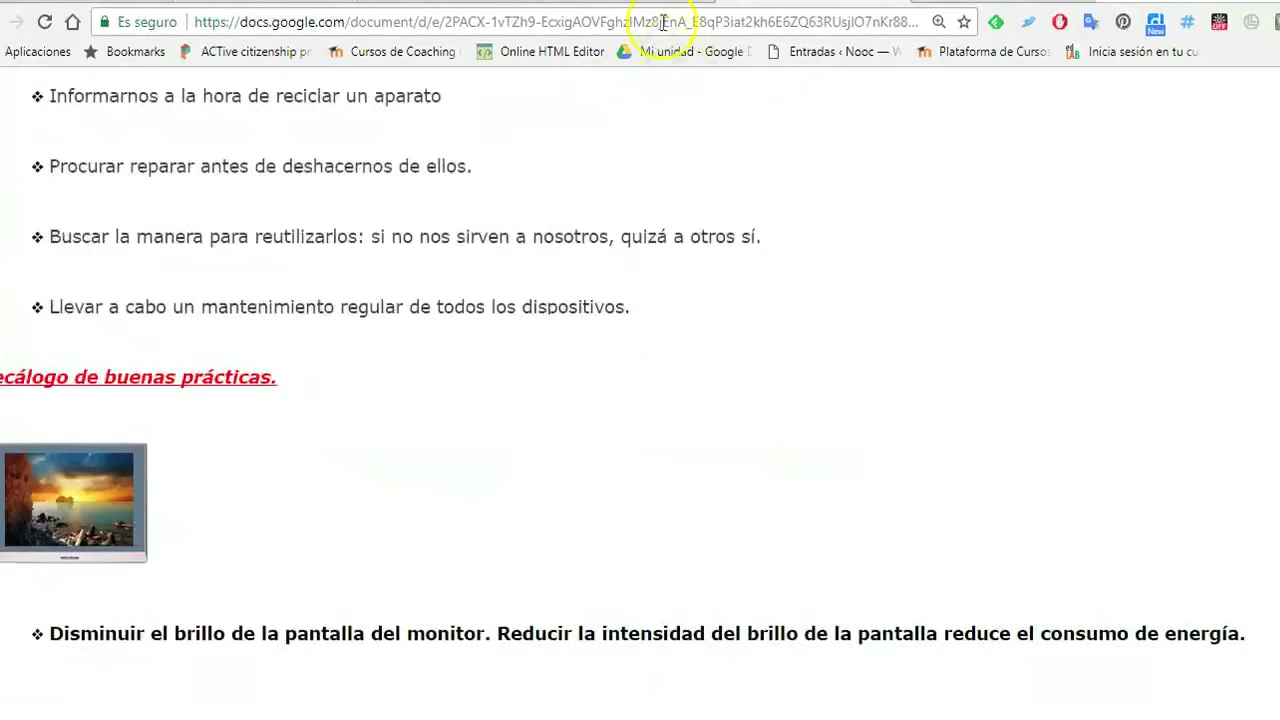 Es seguro https://docs.google.com/document/d/e/2PACX-1vTZh9-EcxigAOVFghzlMz8jEnA_E8qP3iat2kh6E6ZQ63RUsjlO7nKr88...
Aplicaciones Bookmarks ACTive citizenship pr Cursos de Coaching Online HTML Editor Mi unidad - Google D Entradas ‹ Nooc — W Plataforma de Cursos Inicia sesión en tu cu
New OFF
❖ Informarnos a la hora de reciclar un aparato
❖ Procurar reparar antes de deshacernos de ellos.
❖ Buscar la manera para reutilizarlos: si no nos sirven a nosotros, quizá a otros sí.
❖ Llevar a cabo un mantenimiento regular de todos los dispositivos.
ecálogo de buenas prácticas.
❖ Disminuir el brillo de la pantalla del monitor. Reducir la intensidad del brillo de la pantalla reduce el consumo de energía.